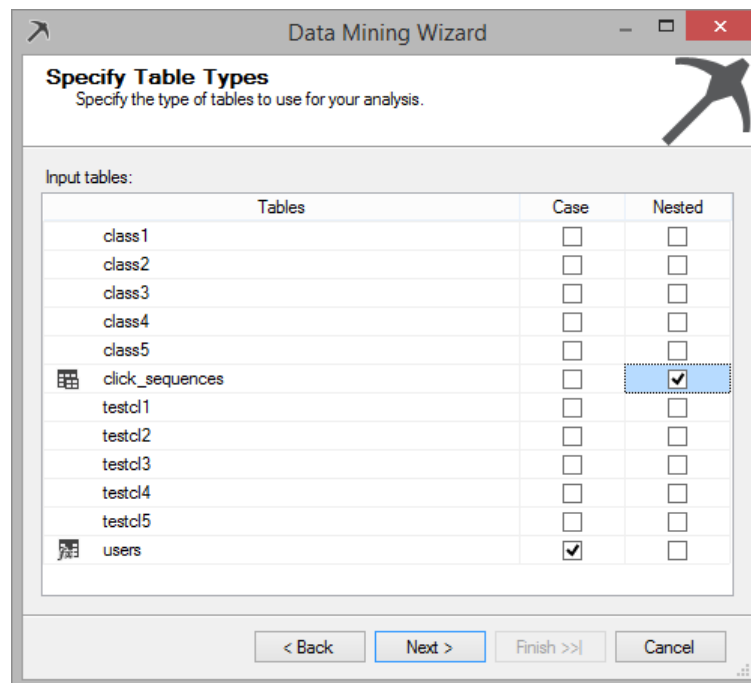 Data Mining Wizard
Specify Table Types
Specify the type of tables to use for your analysis.
Input tables:
Tables Case Nested
class1
class2
class3
class4
class5
click_sequences
testcl1
testcl2
testcl3
testcl4
testcl5
users
< Back Next > Finish >>| Cancel